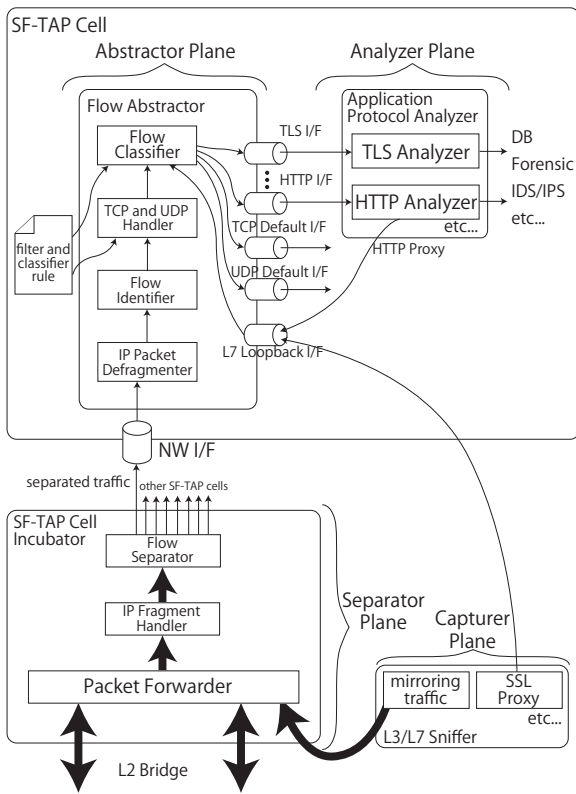 SF-TAP Cell
Abstractor Plane
Analyzer Plane
Flow Abstractor
Application
Protocol Analyzer
Flow
Classifier
TLS I/F
TLS Analyzer
DB
Forensic
IDS/IPS
etc...
HTTP I/F
HTTP Analyzer
etc...
TCP and UDP
Handler
TCP Default I/F
HTTP Proxy
filter and
classifier
rule
UDP Default I/F
Flow
Identifier
L7 Loopback I/F
IP Packet
Defragmenter
NW I/F
separated traffic
other SF-TAP cells
SF-TAP Cell
Incubator
Flow
Separator
IP Fragment
Handler
Separator
Plane
Capturer
Plane
Packet Forwarder
mirroring
traffic
SSL
Proxy
etc...
L3/L7 Sniffer
L2 Bridge